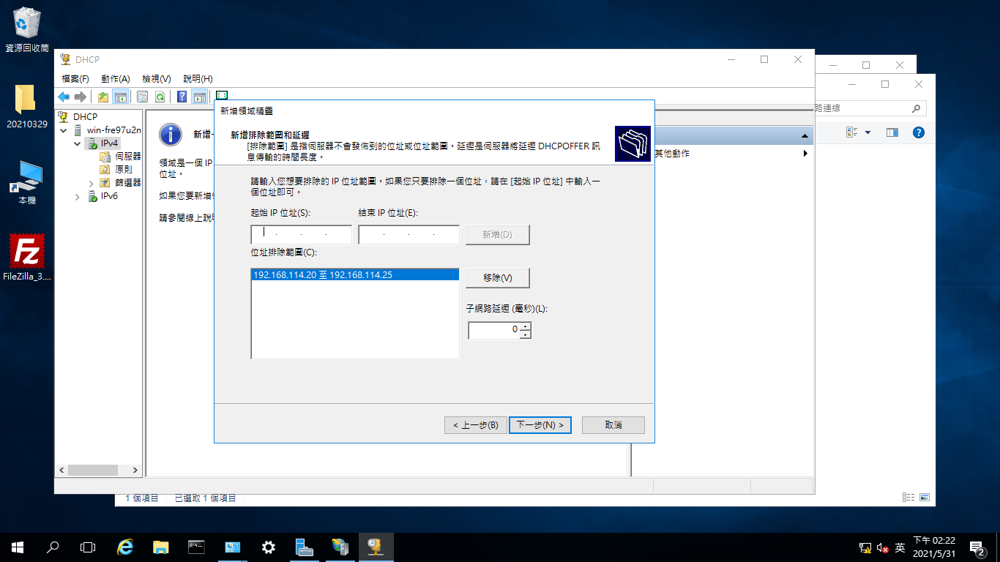 資源回收筒
20210329
本機
FileZilla_3....
DHCP
檔案(F) 動作(A) 檢視(V) 說明(H)
DHCP
win-fre97u2n
IPv4
伺服器
原則
篩選器
IPv6
新增
領域是一個 IP
位址。
如果您要新增
請參閱線上說
其他動作
路連線
新增領域精靈
新增排除範圍和延遲
[排除範圍] 是指伺服器不會發佈到的位址或位址範圍。延遲是伺服器將延遲 DHCPOFFER 訊
息傳輸的時間長度。
請輸入您想要排除的 IP 位址範圍。如果您只要排除一個位址，請在 [起始 IP 位址] 中輸入一
個位址即可。
起始 IP 位址(S): 結束 IP 位址(E):
新增(D)
位址排除範圍(C):
192.168.114.20 至 192.168.114.25
移除(V)
子網路延遲 (毫秒)(L):
0
< 上一步(B) 下一步(N) > 取消
1 個項目 已選取 1 個項目
英
下午 02:22
2021/5/31
2